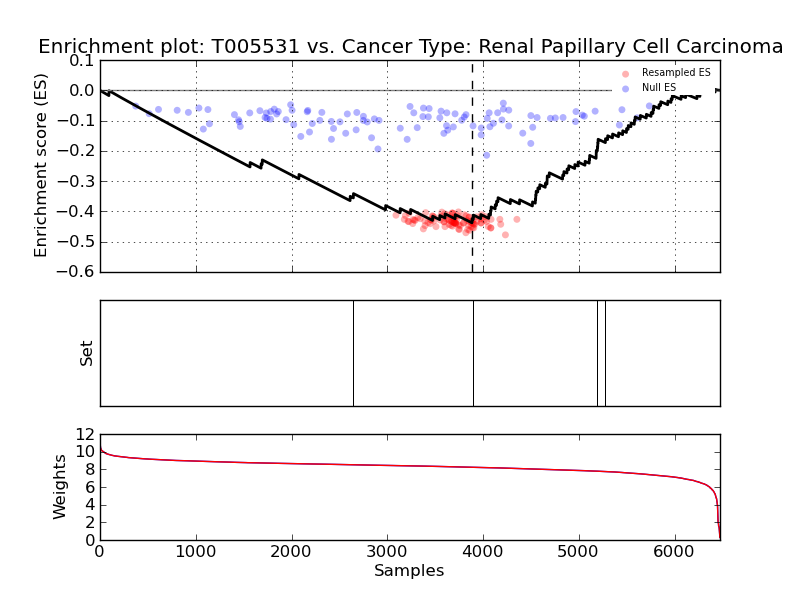 Enrichment plot: T005531 vs. Cancer Type: Renal Papillary Cell Carcinoma
Enrichment score (ES)
0.1
0.0
−0.1
−0.2
−0.3
−0.4
−0.5
−0.6
Resampled ES
Null ES
Set
Weights
12
10
8
6
4
2
0
0 1000 2000 3000 4000 5000 6000
Samples